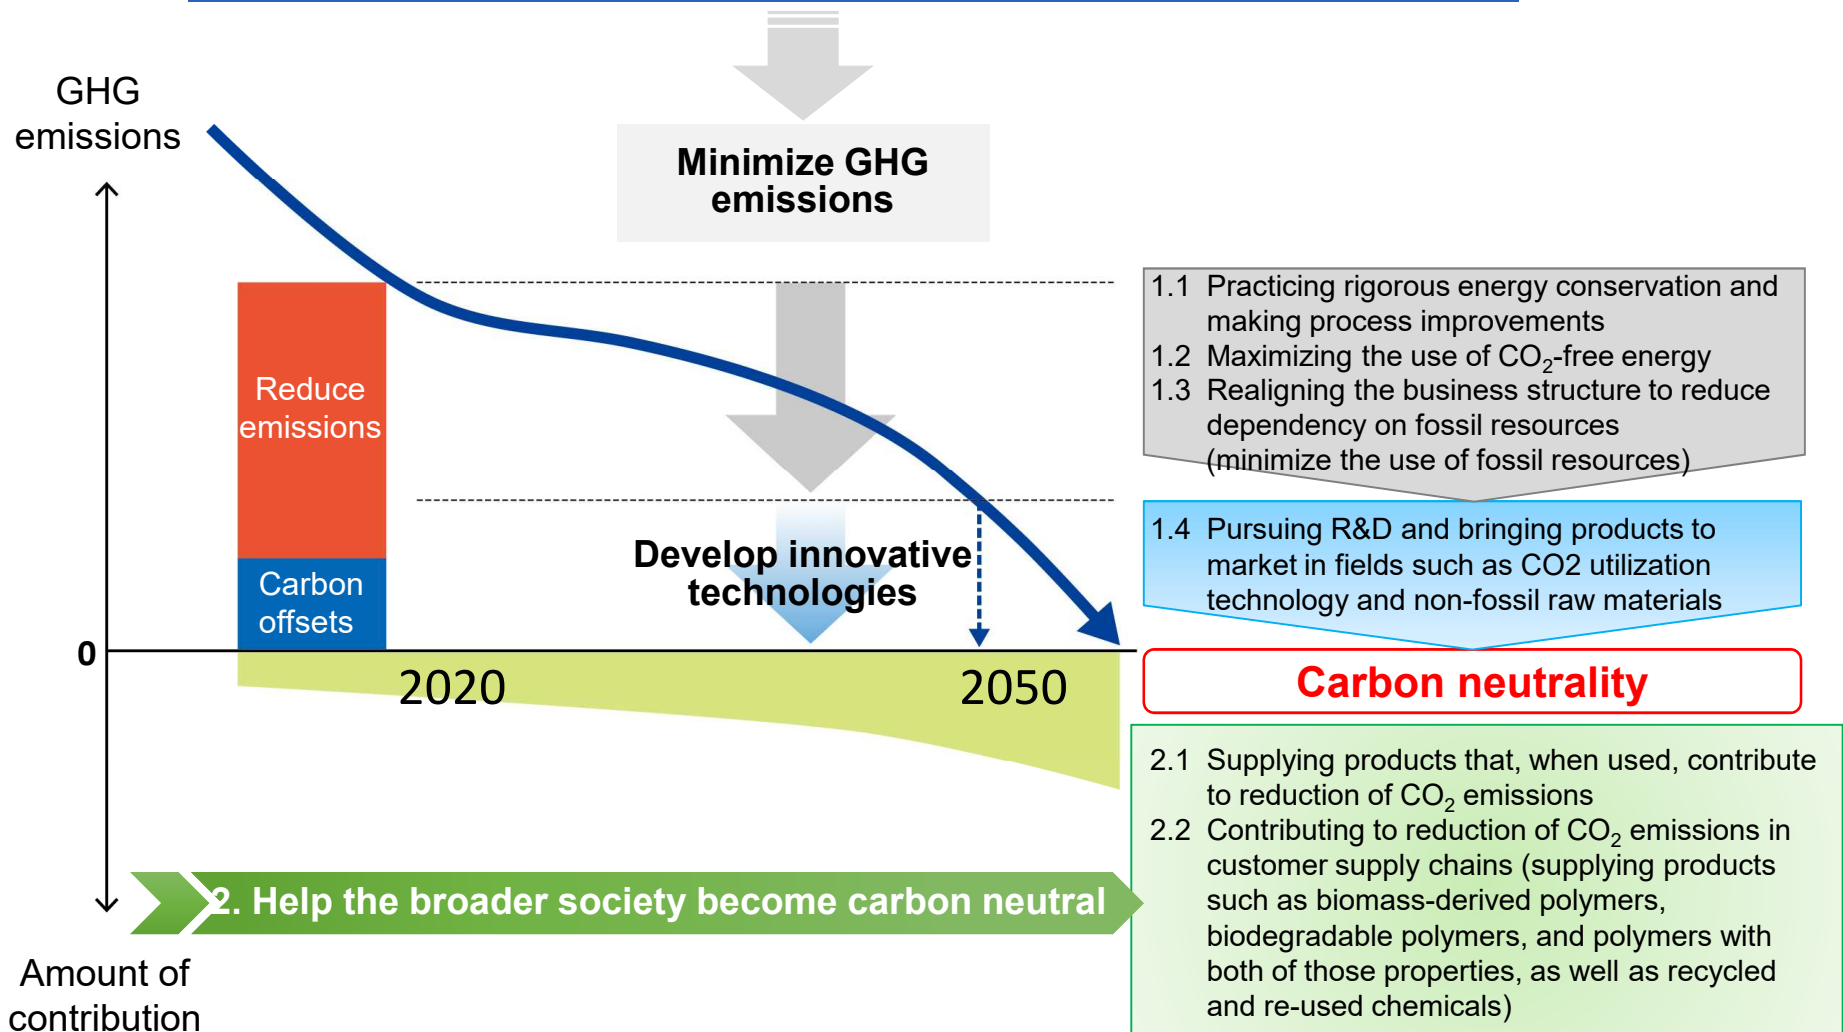 GHG
emissions
Minimize GHG
emissions
Reduce
emissions
Carbon
offsets
Develop innovative
technologies
0
2020
2050
1.1 Practicing rigorous energy conservation and
making process improvements
1.2 Maximizing the use of CO₂-free energy
1.3 Realigning the business structure to reduce
dependency on fossil resources
(minimize the use of fossil resources)
1.4 Pursuing R&D and bringing products to
market in fields such as CO2 utilization
technology and non-fossil raw materials
Carbon neutrality
2. Help the broader society become carbon neutral
2.1 Supplying products that, when used, contribute
to reduction of CO₂ emissions
2.2 Contributing to reduction of CO₂ emissions in
customer supply chains (supplying products
such as biomass-derived polymers,
biodegradable polymers, and polymers with
both of those properties, as well as recycled
and re-used chemicals)
Amount of
contribution